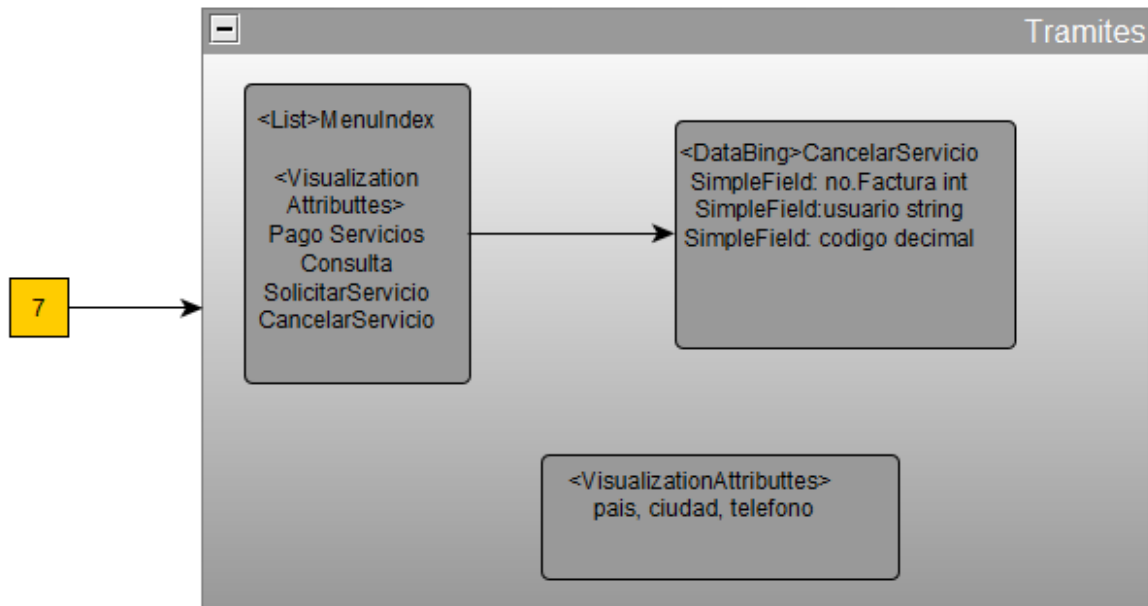 Tramites
<List>MenuIndex
<Visualization
Attributtes>
Pago Servicios
Consulta
SolicitarServicio
CancelarServicio
<DataBing>CancelarServicio
SimpleField: no.Factura int
SimpleField:usuario string
SimpleField: codigo decimal
7
<VisualizationAttributtes>
pais, ciudad, telefono